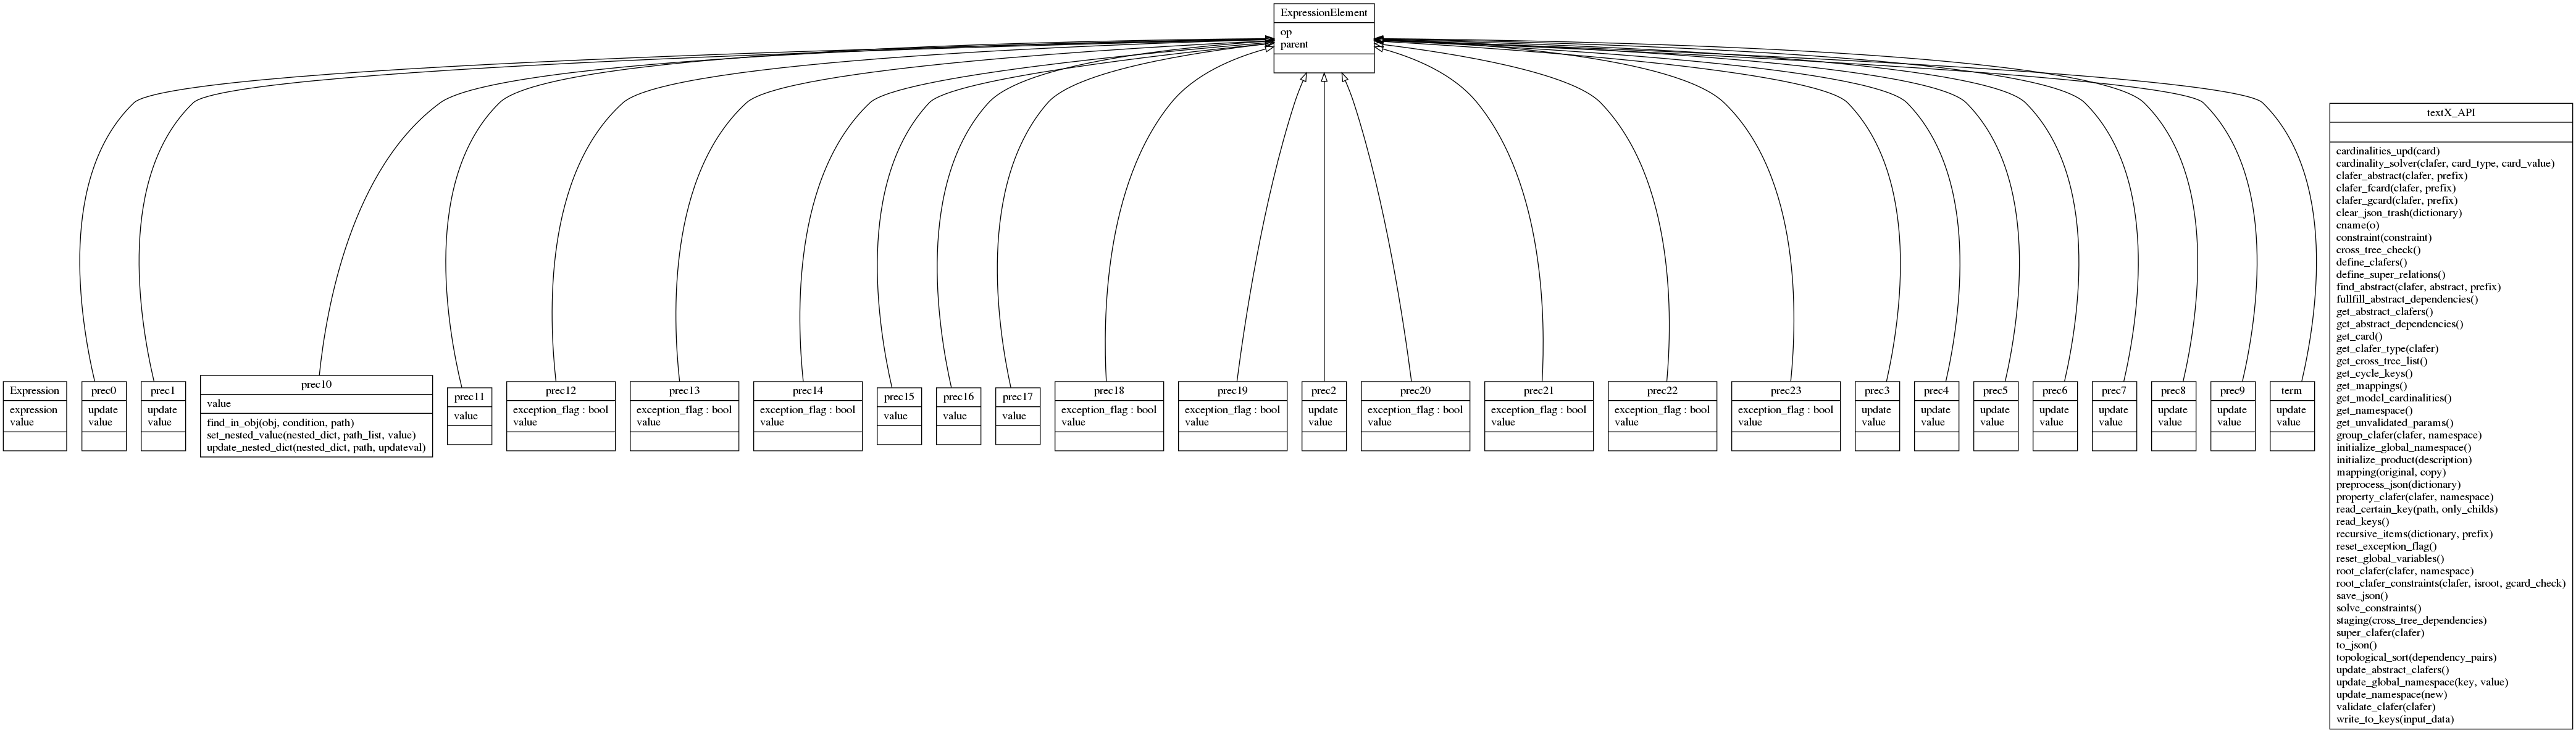 ExpressionElement
op
parent
Expression
expression
value
prec0
update
value
prec1
update
value
prec10
value
find_in_obj(obj, condition, path)
set_nested_value(nested_dict, path_list, value)
update_nested_dict(nested_dict, path, updateval)
prec11
value
prec12
exception_flag : bool
value
prec13
exception_flag : bool
value
prec14
exception_flag : bool
value
prec15
value
prec16
value
prec17
value
prec18
exception_flag : bool
value
prec19
exception_flag : bool
value
prec2
update
value
prec20
exception_flag : bool
value
prec21
exception_flag : bool
value
prec22
exception_flag : bool
value
prec23
exception_flag : bool
value
prec3
update
value
prec4
update
value
prec5
update
value
prec6
update
value
prec7
update
value
prec8
update
value
prec9
update
value
term
update
value
textX_API
cardinalities_upd(card)
cardinality_solver(clafer, card_type, card_value)
clafer_abstract(clafer, prefix)
clafer_fcard(clafer, prefix)
clafer_gcard(clafer, prefix)
clear_json_trash(dictionary)
cname(o)
constraint(constraint)
cross_tree_check()
define_clafers()
define_super_relations()
find_abstract(clafer, abstract, prefix)
fullfill_abstract_dependencies()
get_abstract_clafers()
get_abstract_dependencies()
get_card()
get_clafer_type(clafer)
get_cross_tree_list()
get_cycle_keys()
get_mappings()
get_model_cardinalities()
get_namespace()
get_unvalidated_params()
group_clafer(clafer, namespace)
initialize_global_namespace()
initialize_product(description)
mapping(original, copy)
preprocess_json(dictionary)
property_clafer(clafer, namespace)
read_certain_key(path, only_childs)
read_keys()
recursive_items(dictionary, prefix)
reset_exception_flag()
reset_global_variables()
root_clafer(clafer, namespace)
root_clafer_constraints(clafer, isroot, gcard_check)
save_json()
solve_constraints()
staging(cross_tree_dependencies)
super_clafer(clafer)
to_json()
topological_sort(dependency_pairs)
update_abstract_clafers()
update_global_namespace(key, value)
update_namespace(new)
validate_clafer(clafer)
write_to_keys(input_data)